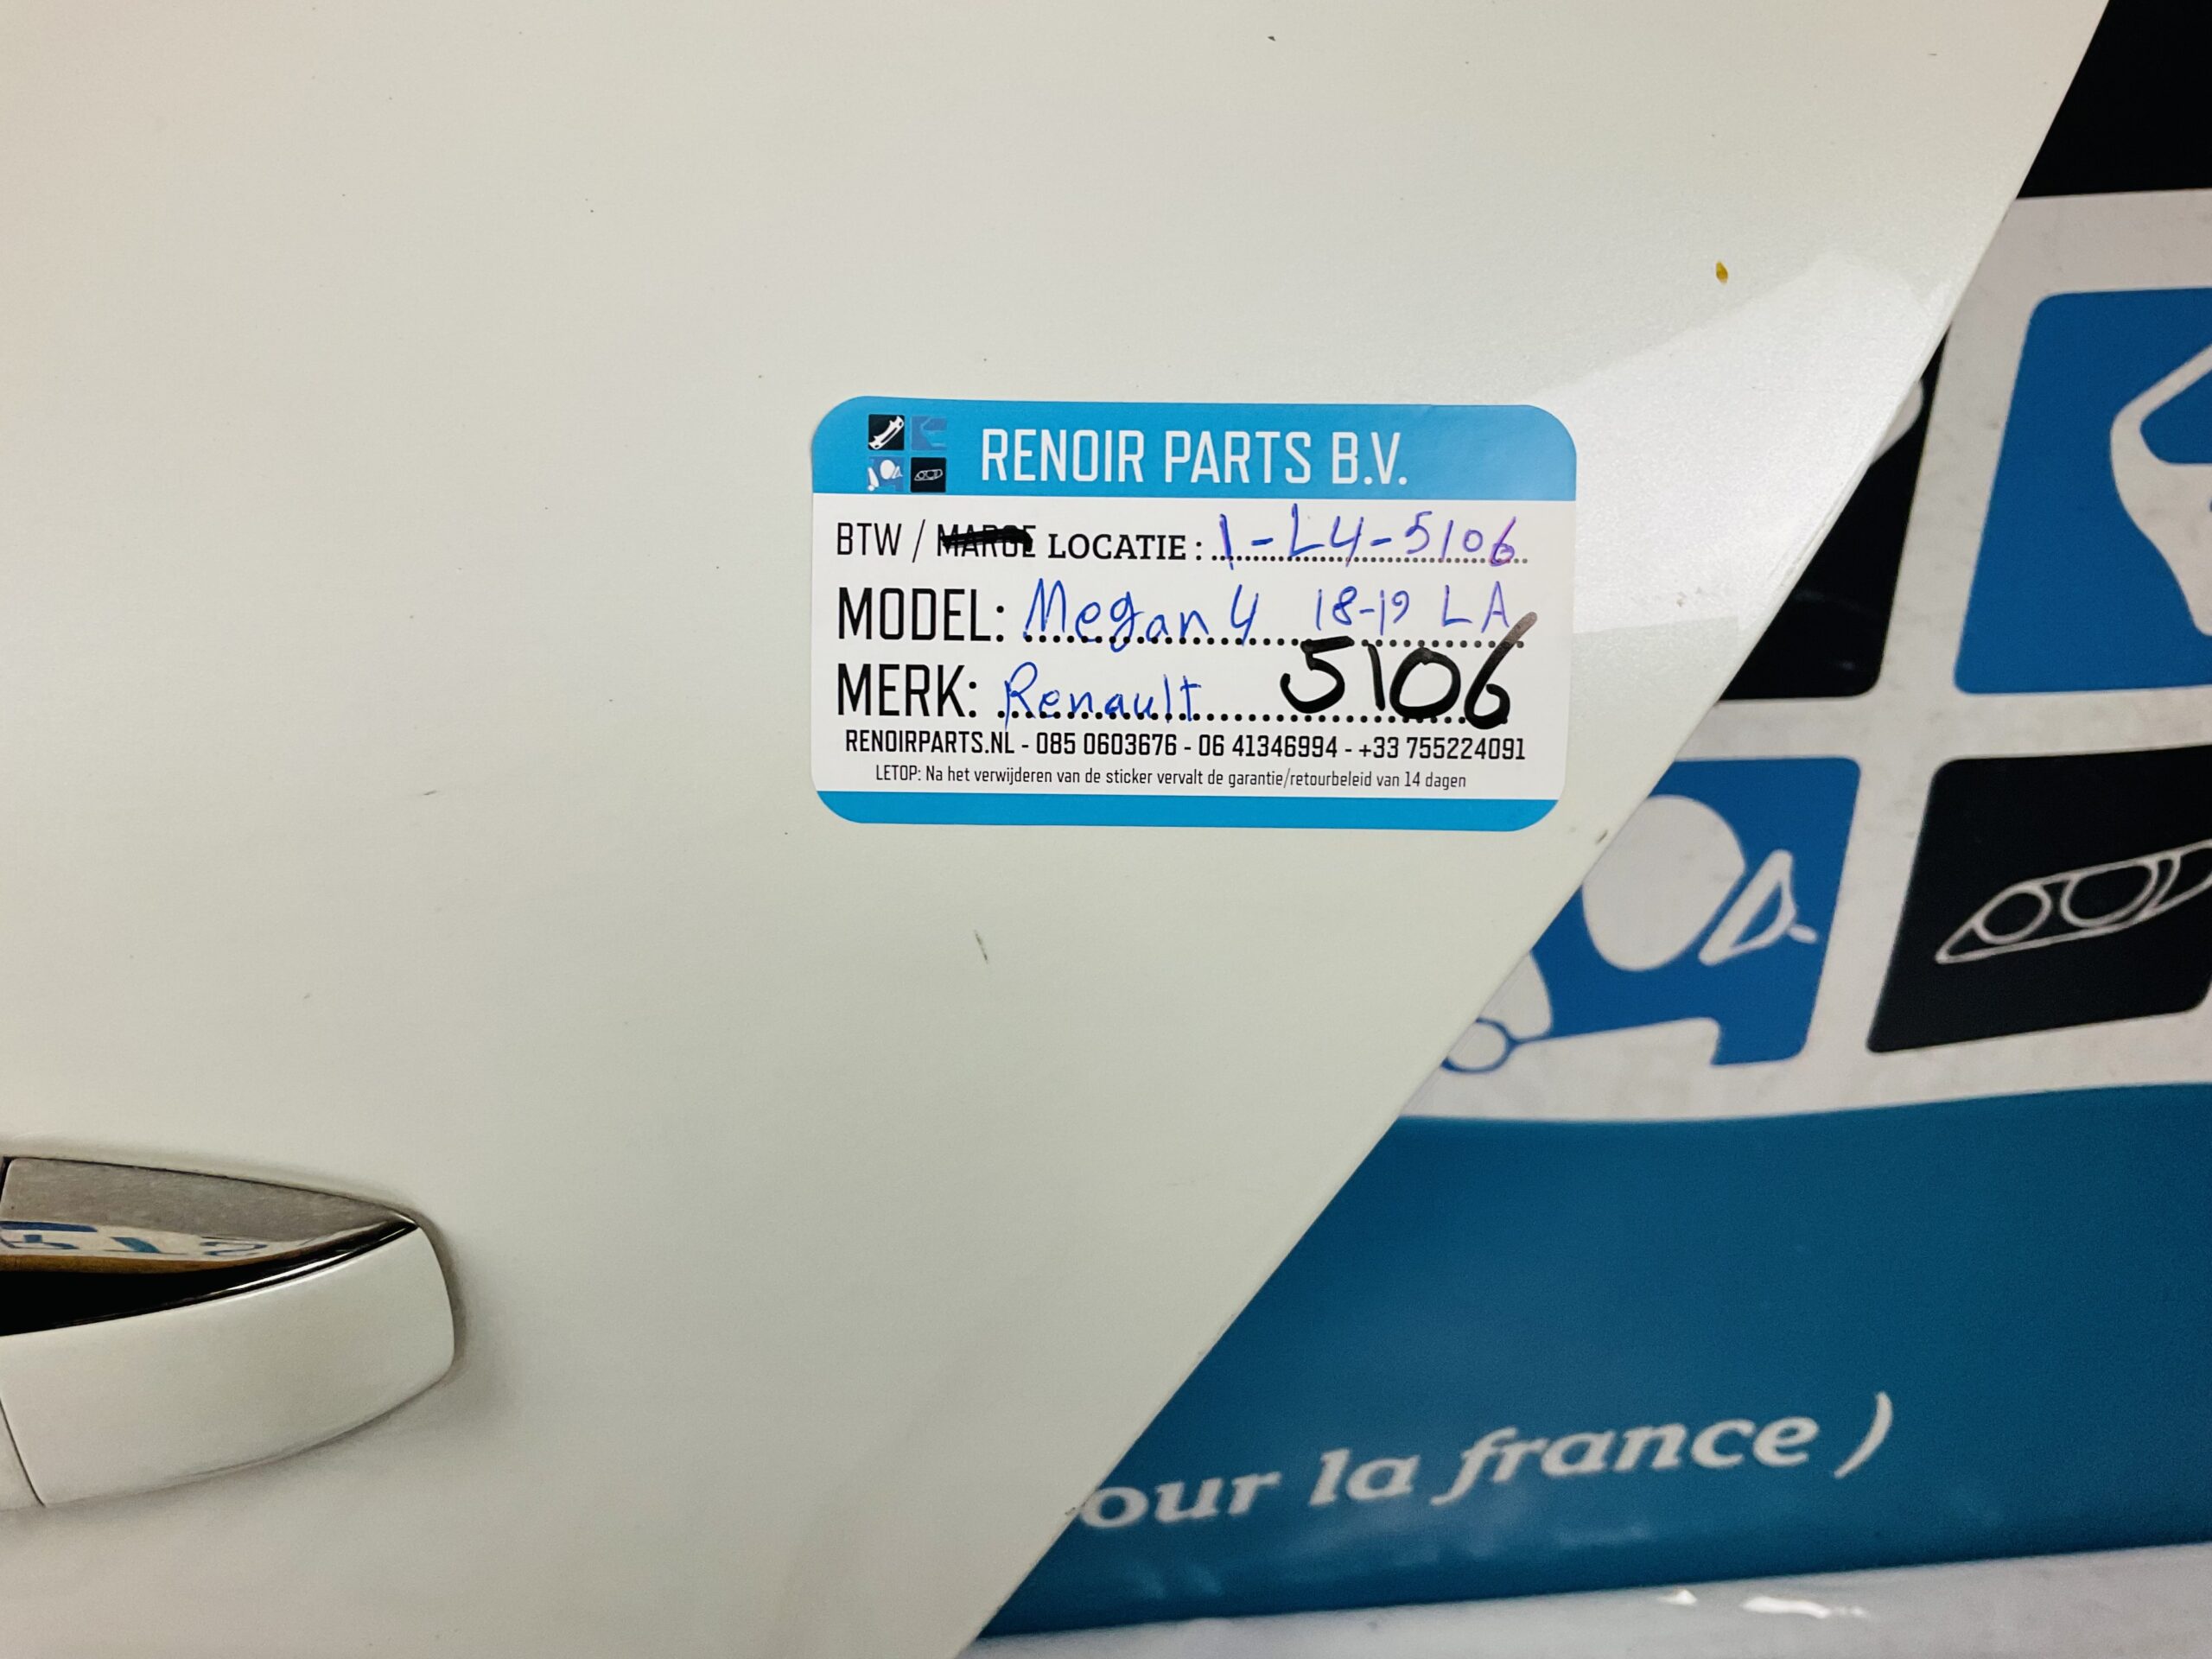 RENOIR PARTS B.V.
BTW / MARGE LOCATIE: 1-L4-5106
MODEL: Megan 4 18-19 LA
MERK: Renault 5106
RENOIRPARTS.NL - 085 0603676 - 06 41346994 - +33 755224091
LETOP: Na het verwijderen van de sticker vervalt de garantie/retourbeleid van 14 dagen
our la france )